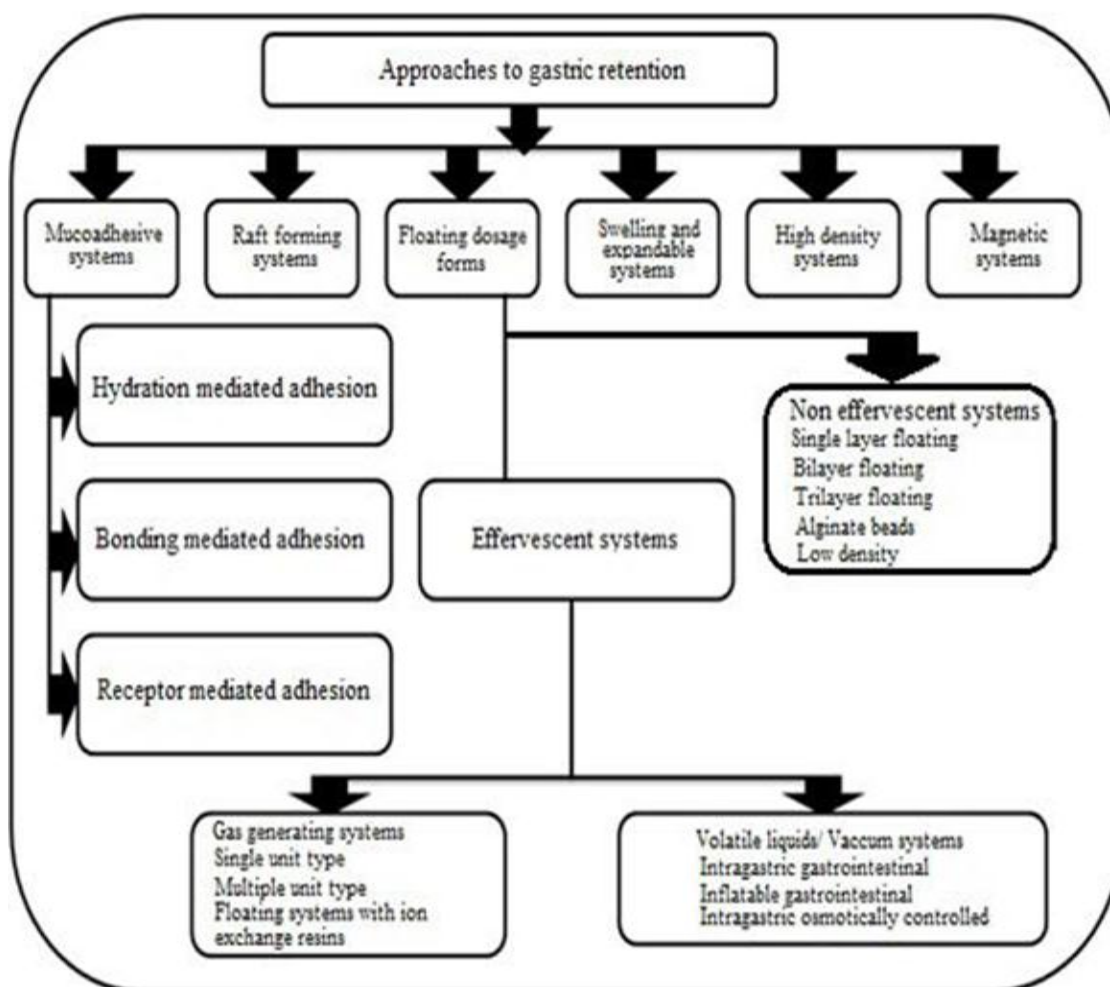 Approaches to gastric retention
Mucoadhesive
systems
Raft forming
systems
Floating dosage
forms
Swelling and
expandable
systems
High density
systems
Magnetic
systems
Hydration mediated adhesion
Bonding mediated adhesion
Receptor mediated adhesion
Effervescent systems
Non effervescent systems
Single layer floating
Bilayer floating
Trilayer floating
Alginate beads
Low density
Gas generating systems
Single unit type
Multiple unit type
Floating systems with ion
exchange resins
Volatile liquids/ Vaccum systems
Intragastric gastrointestinal
Inflatable gastrointestinal
Intragastric osmotically controlled